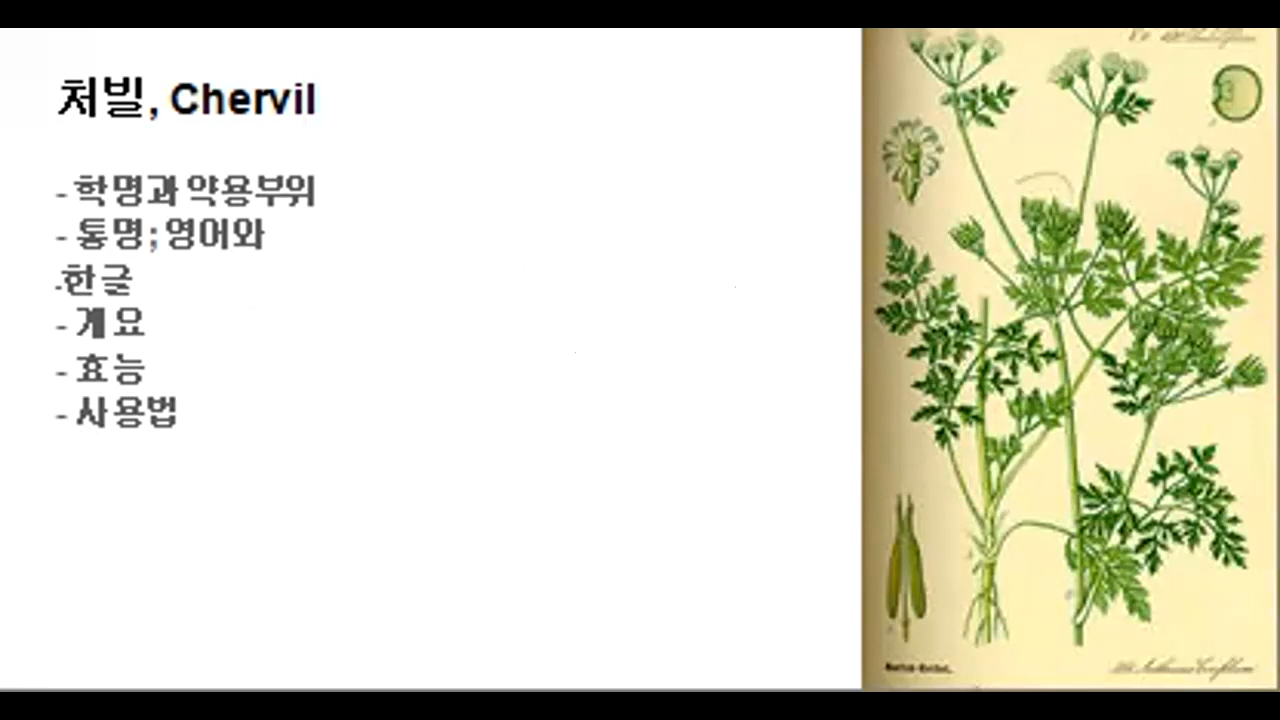 처빌, Chervil
- 학명과 약용부위
- 통명; 영어와
-한글
- 게요
- 효능
- 사용법